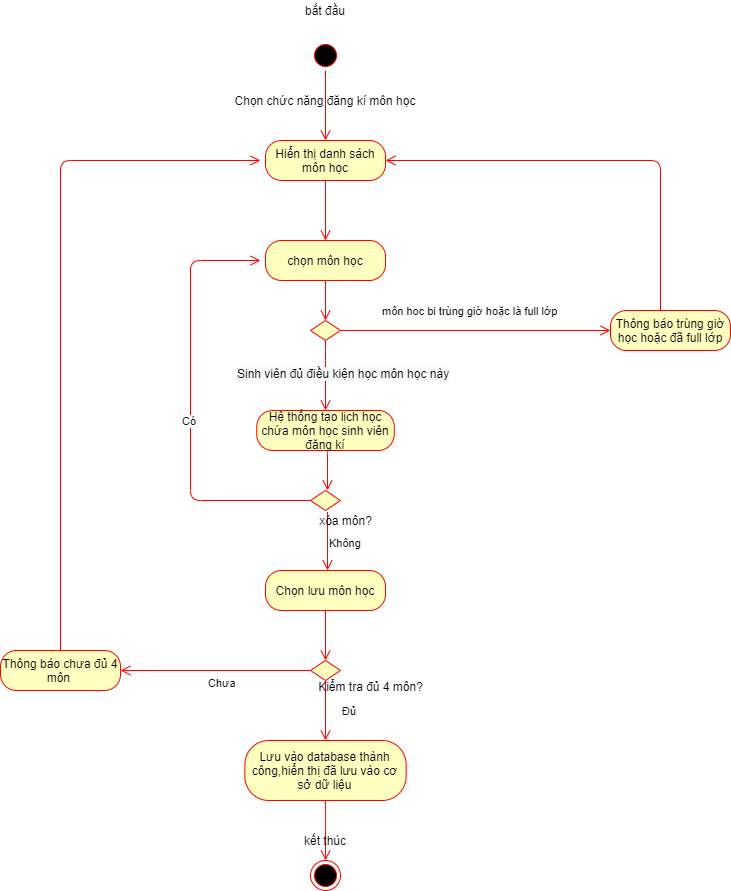 bắt đầu
Chọn chức năng đăng kí môn học
Hiển thị danh sách
môn học
chọn môn học
môn hoc bi trùng giờ hoặc là full lớp
Thông báo trùng giờ
học hoặc đã full lớp
Sinh viên đủ điều kiện học môn học này
Hệ thống tạo lịch học
chứa môn học sinh viên
đăng kí
Có
xóa môn?
Không
Chọn lưu môn học
Thông báo chưa đủ 4
môn
Chưa
Kiểm tra đủ 4 môn?
Đủ
Lưu vào database thành
công,hiển thị đã lưu vào cơ
sở dữ liệu
kết thúc